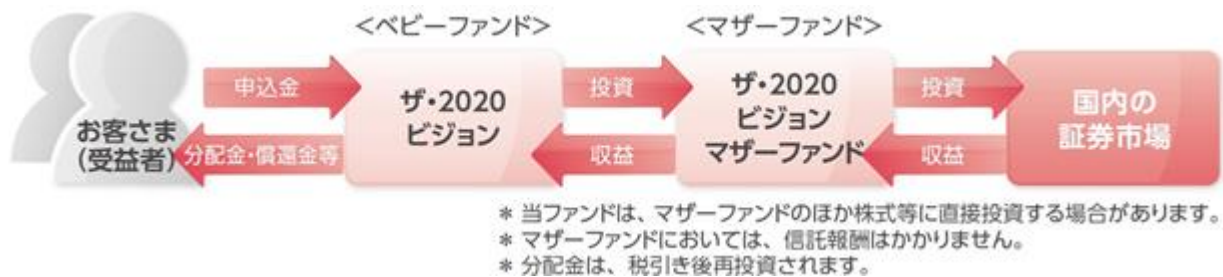 <ベビーファンド>
<マザーファンド>
申込金
投資
投資
お客さま
(受益者)
ザ・2020
ビジョン
ザ・2020
ビジョン
マザーファンド
国内の
証券市場
分配金・償還金等
収益
収益
* 当ファンドは、マザーファンドのほか株式等に直接投資する場合があります。
* マザーファンドにおいては、信託報酬はかかりません。
* 分配金は、税引き後再投資されます。